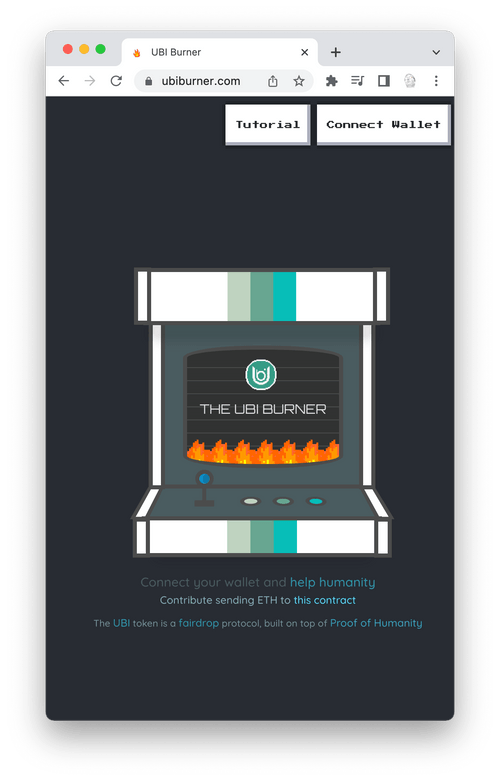 UBI Burner
ubiburner.com
Tutorial
Connect Wallet
ubi
THE UBI BURNER
Connect your wallet and help humanity
Contribute sending ETH to this contract
The UBI token is a fairdrop protocol, built on top of Proof of Humanity